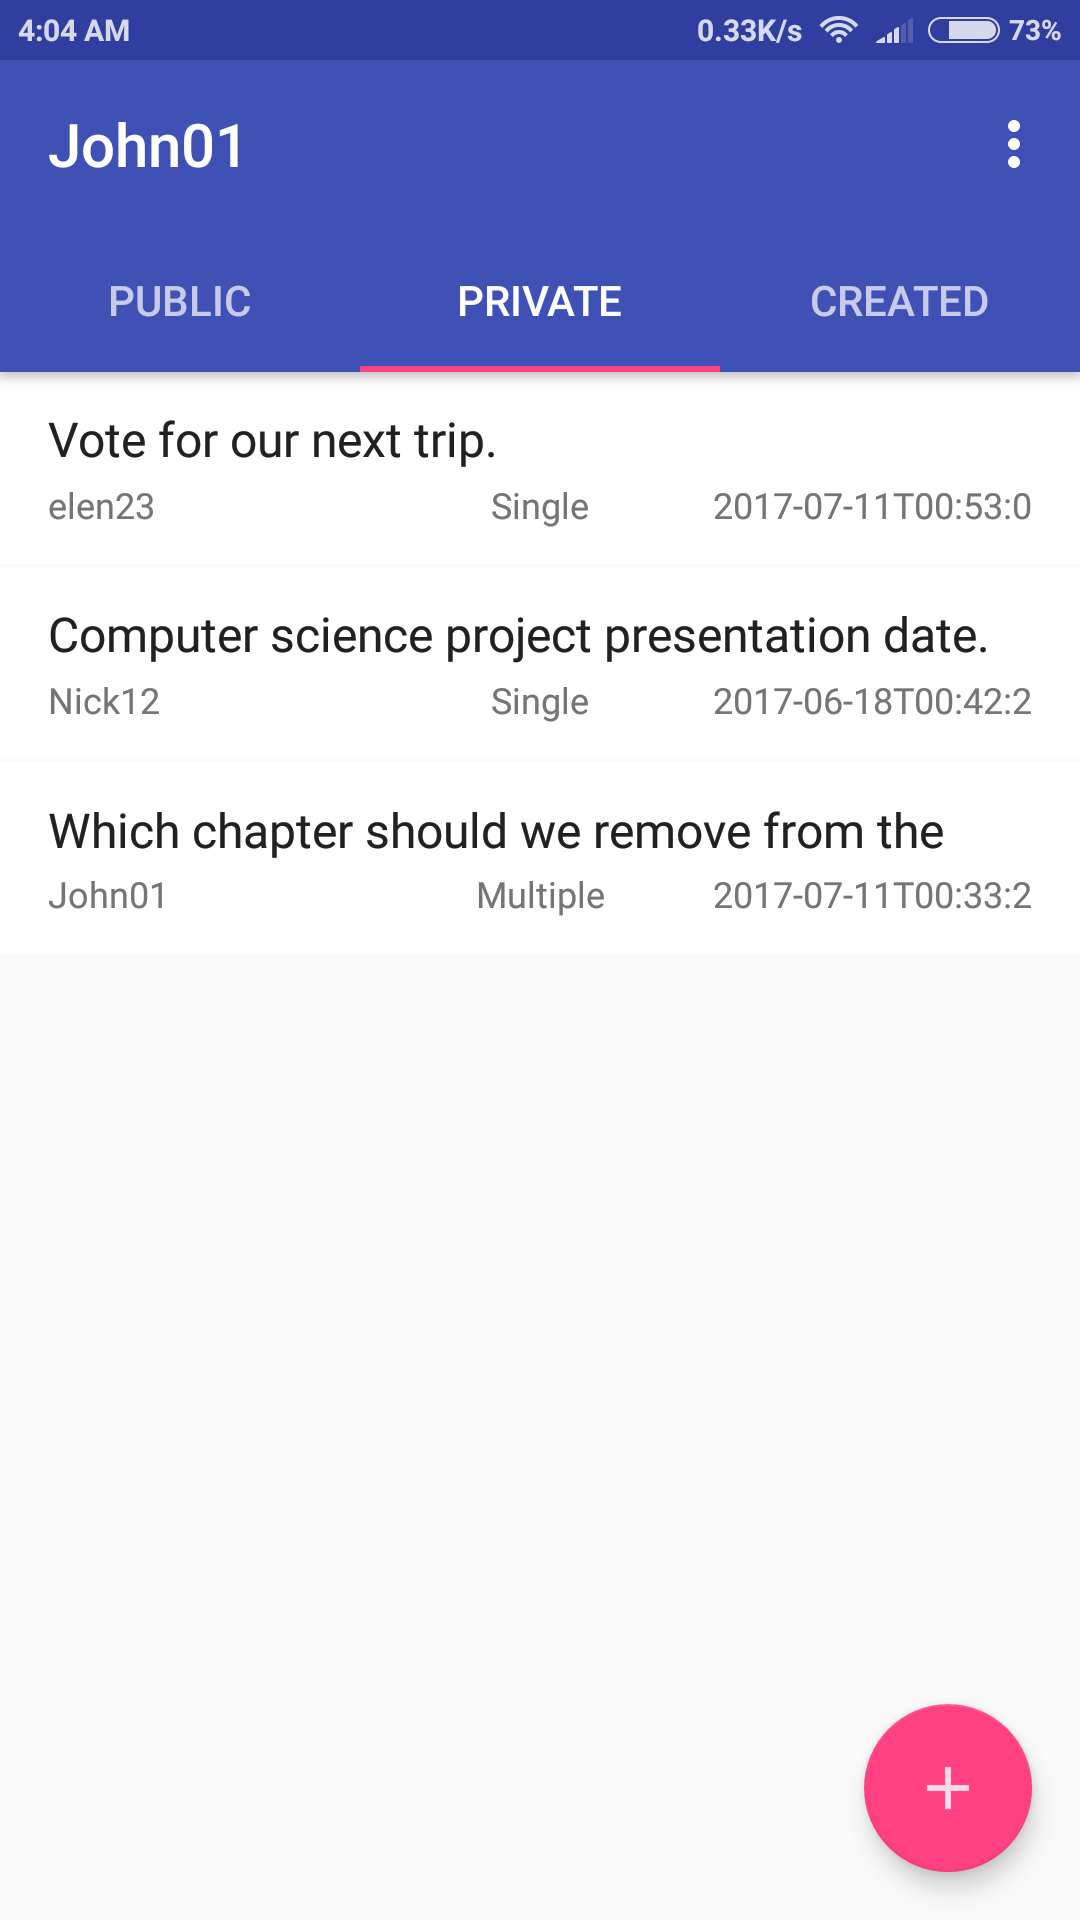 4:04 AM 0.33K/s 73%
John01
PUBLIC PRIVATE CREATED
Vote for our next trip.
elen23 Single 2017-07-11T00:53:0
Computer science project presentation date.
Nick12 Single 2017-06-18T00:42:2
Which chapter should we remove from the
John01 Multiple 2017-07-11T00:33:2